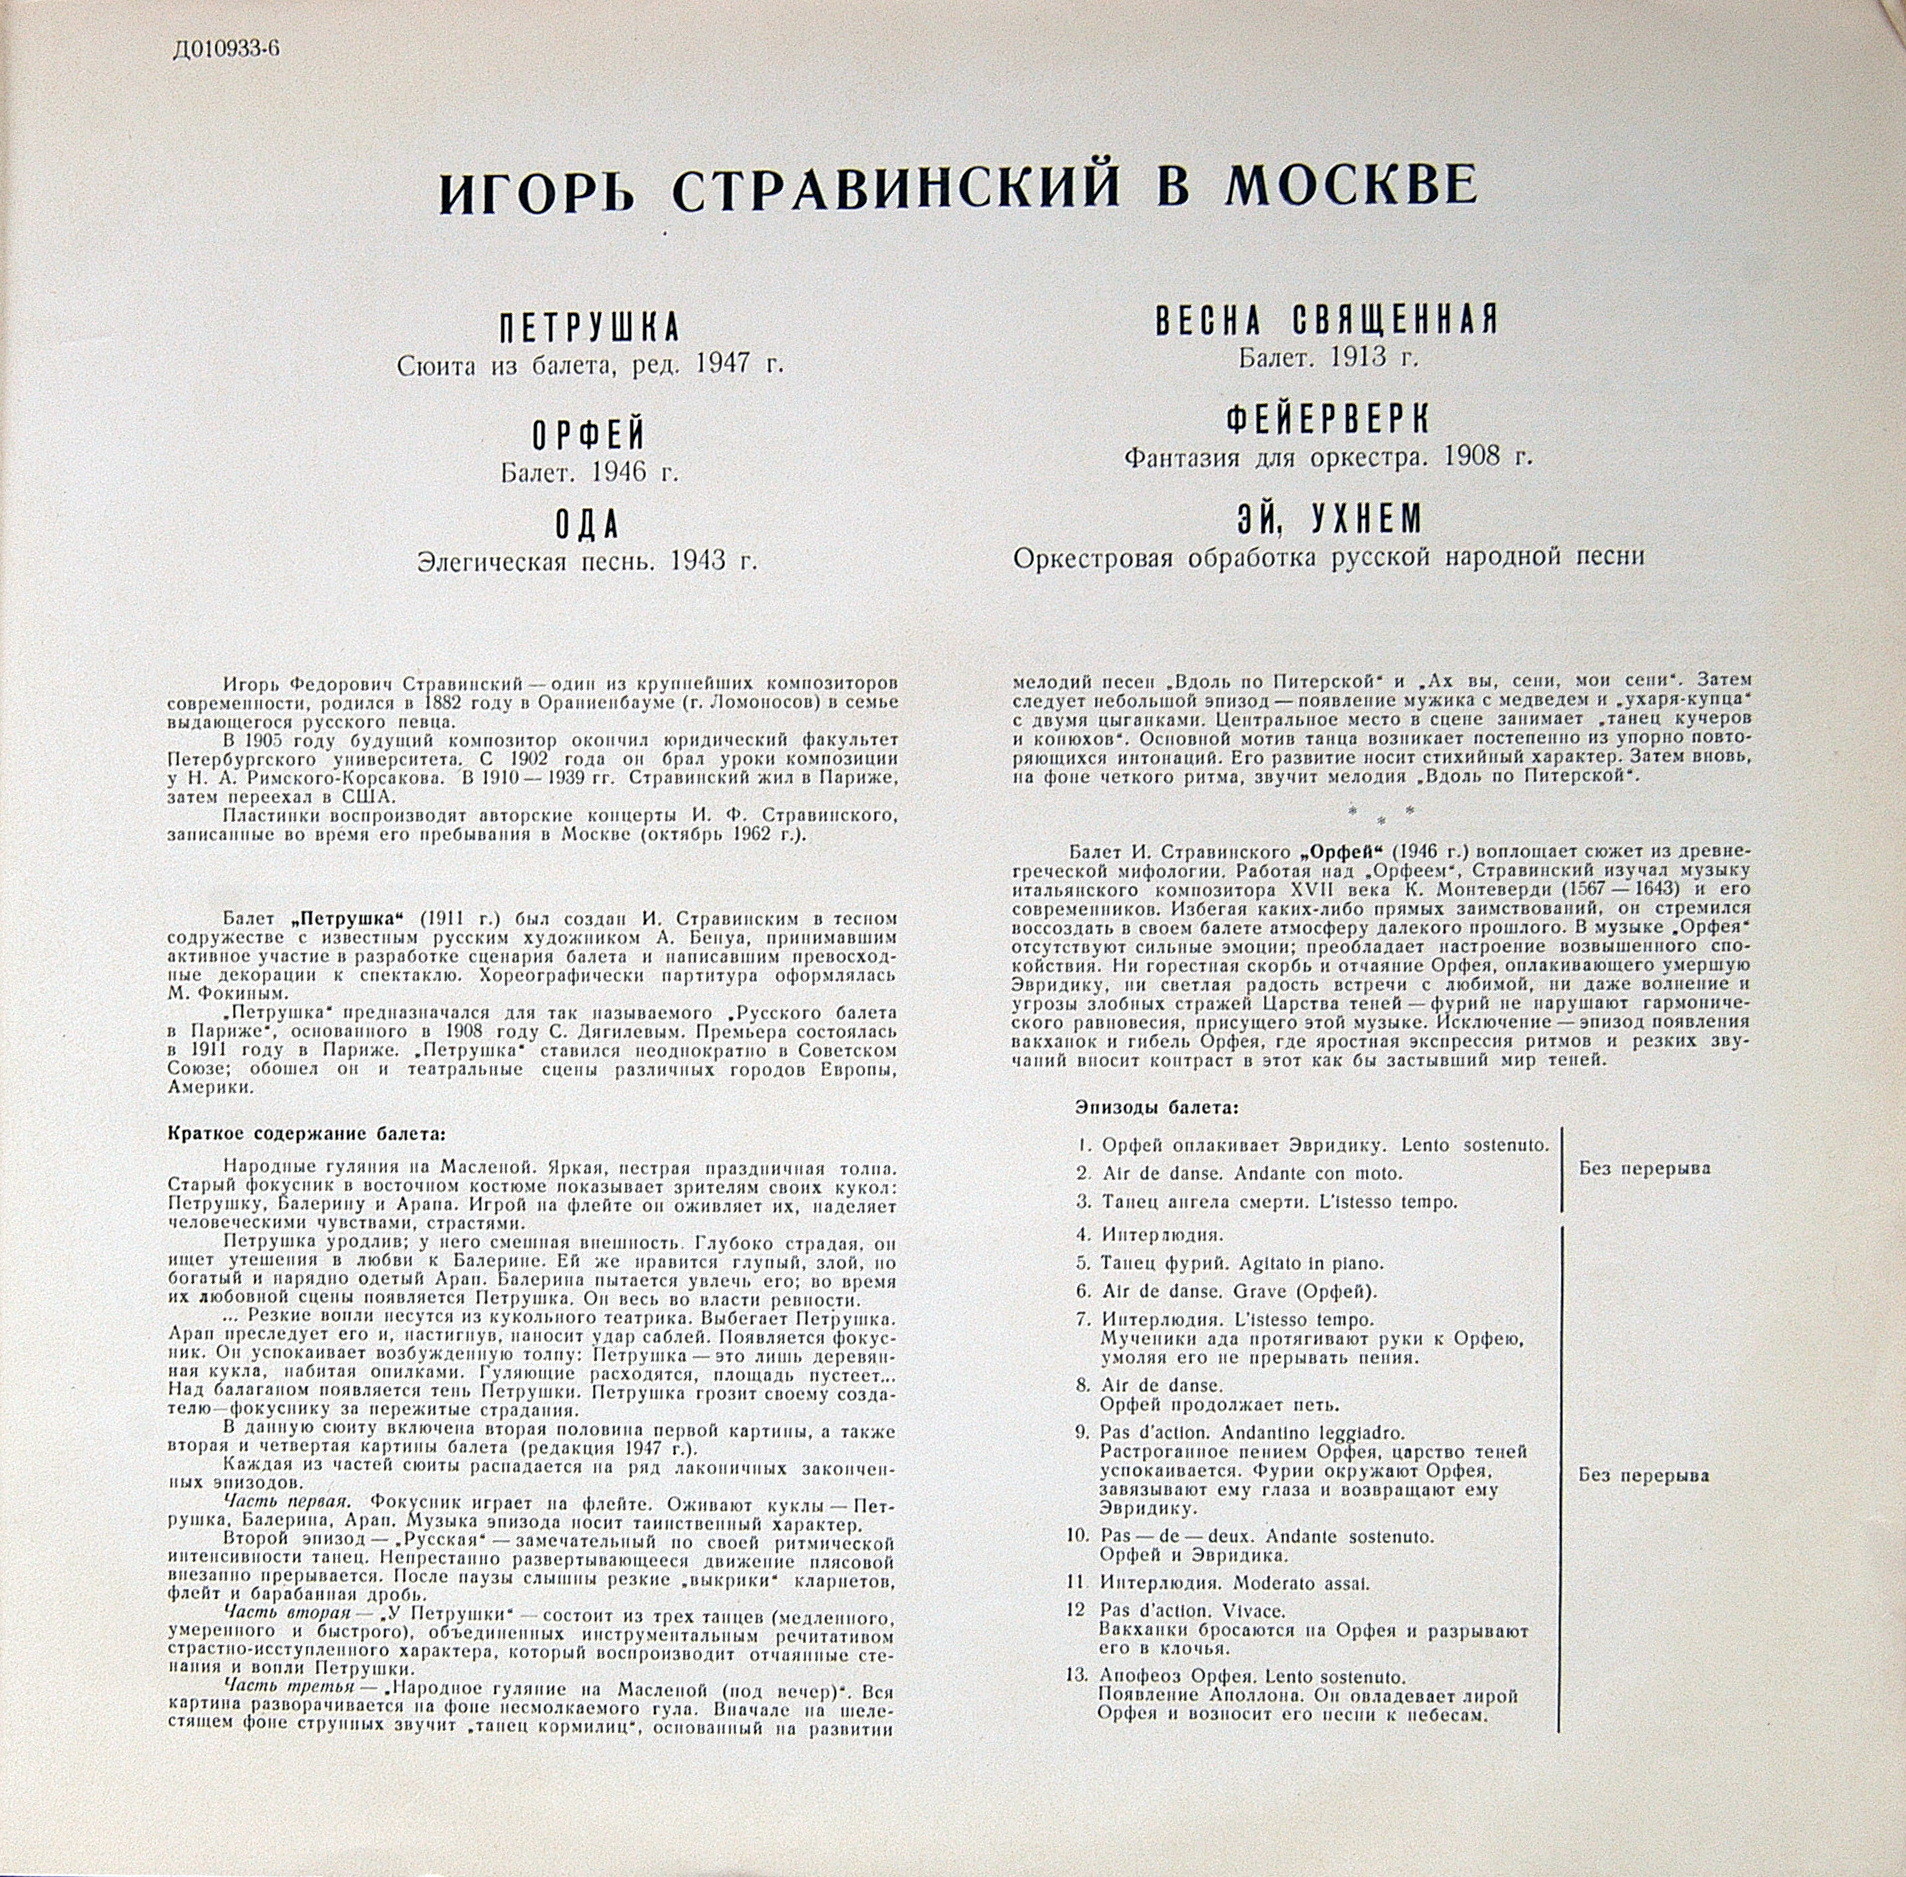 Д010933-6
ИГОРЬ СТРАВИНСКИЙ В МОСКВЕ
ПЕТРУШКА
Сюита из балета, ред. 1947 г.
ОРФЕЙ
Балет. 1946 г.
ОДА
Элегическая песнь. 1943 г.
ВЕСНА СВЯЩЕННАЯ
Балет. 1913 г.
ФЕЙЕРВЕРК
Фантазия для оркестра. 1908 г.
ЭЙ, УХНЕМ
Оркестровая обработка русской народной песни
Игорь Федорович Стравинский — один из крупнейших композиторов
современности, родился в 1882 году в Ораниенбауме (г. Ломоносов) в семье
выдающегося русского певца.
В 1905 году будущий композитор окончил юридический факультет
Петербургского университета. С 1902 года он брал уроки композиции
у Н. А. Римского-Корсакова. В 1910 — 1939 гг. Стравинский жил в Париже,
затем переехал в США.
Пластинки воспроизводят авторские концерты И. Ф. Стравинского,
записанные во время его пребывания в Москве (октябрь 1962 г.).
Балет „Петрушка“ (1911 г.) был создан И. Стравинским в тесном
содружестве с известным русским художником А. Бенуа, принимавшим
активное участие в разработке сценария балета и написавшим превосход-
ные декорации к спектаклю. Хореографически партитура оформлялась
М. Фокиным.
„Петрушка“ предназначался для так называемого „Русского балета
в Париже“, основанного в 1908 году С. Дягилевым. Премьера состоялась
в 1911 году в Париже. „Петрушка“ ставился неоднократно в Советском
Союзе; обошел он и театральные сцены различных городов Европы,
Америки.
Краткое содержание балета:
Народные гуляния на Масленой. Яркая, пестрая праздничная толпа.
Старый фокусник в восточном костюме показывает зрителям своих кукол:
Петрушку, Балерину и Арапа. Игрой на флейте он оживляет их, наделяет
человеческими чувствами, страстями.
Петрушка уродлив; у него смешная внешность. Глубоко страдая, он
ищет утешения в любви к Балерине. Ей же нравится глупый, злой, но
богатый и нарядно одетый Арап. Балерина пытается увлечь его; во время
их любовной сцены появляется Петрушка. Он весь во власти ревности.
... Резкие вопли несутся из кукольного театрика. Выбегает Петрушка.
Арап преследует его и, настигнув, наносит удар саблей. Появляется фокус-
ник. Он успокаивает возбужденную толпу: Петрушка — это лишь деревян-
ная кукла, набитая опилками. Гуляющие расходятся, площадь пустеет...
Над балаганом появляется тень Петрушки. Петрушка грозит своему созда-
телю—фокуснику за пережитые страдания.
В данную сюиту включена вторая половина первой картины, а также
вторая и четвертая картины балета (редакция 1947 г.).
Каждая из частей сюиты распадается на ряд лаконичных закончен-
ных эпизодов.
Часть первая. Фокусник играет на флейте. Оживают куклы — Пет-
рушка, Балерина, Арап. Музыка эпизода носит таинственный характер.
Второй эпизод — „Русская“ — замечательный по своей ритмической
интенсивности танец. Непрестанно развертывающееся движение плясовой
внезапно прерывается. После паузы слышны резкие „выкрики“ кларнетов,
флейт и барабанная дробь.
Часть вторая — „У Петрушки“ — состоит из трех танцев (медленного,
умеренного и быстрого), объединенных инструментальным речитативом
страстно-исступленного характера, который воспроизводит отчаянные сте-
нания и вопли Петрушки.
Часть третья — „Народное гуляние на Масленой (под вечер)“. Вся
картина разворачивается на фоне несмолкаемого гула. Вначале на шеле-
стящем фоне струнных звучит „танец кормилиц“, основанный на развитии
мелодий песен „Вдоль по Питерской“ и „Ах вы, сени, мои сени“. Затем
следует небольшой эпизод — появление мужика с медведем и „ухаря-купца“
с двумя цыганками. Центральное место в сцене занимает „танец кучеров
и конюхов“. Основной мотив танца возникает постепенно из упорно повто-
ряющихся интонаций. Его развитие носит стихийный характер. Затем вновь,
на фоне четкого ритма, звучит мелодия „Вдоль по Питерской“.
* * *
Балет И. Стравинского „Орфей“ (1946 г.) воплощает сюжет из древне-
греческой мифологии. Работая над „Орфеем“, Стравинский изучал музыку
итальянского композитора XVII века К. Монтеверди (1567 — 1643) и его
современников. Избегая каких-либо прямых заимствований, он стремился
воссоздать в своем балете атмосферу далекого прошлого. В музыке „Орфея“
отсутствуют сильные эмоции; преобладает настроение возвышенного спо-
койствия. Ни горестная скорбь и отчаяние Орфея, оплакивающего умершую
Эвридику, ни светлая радость встречи с любимой, ни даже волнение и
угрозы злобных стражей Царства теней — фурий не нарушают гармониче-
ского равновесия, присущего этой музыке. Исключение — эпизод появления
вакханок и гибель Орфея, где яростная экспрессия ритмов и резких зву-
чаний вносит контраст в этот как бы застывший мир теней.
Эпизоды балета:
1. Орфей оплакивает Эвридику. Lento sostenuto.
2. Air de danse. Andante con moto.
3. Танец ангела смерти. L'istesso tempo.
Без перерыва
4. Интерлюдия.
5. Танец фурий. Agitato in piano.
6. Air de danse. Grave (Орфей).
7. Интерлюдия. L'istesso tempo.
Мученики ада протягивают руки к Орфею,
умоляя его не прерывать пения.
8. Air de danse.
Орфей продолжает петь.
9. Pas d'action. Andantino leggiadro.
Растроганное пением Орфея, царство теней
успокаивается. Фурии окружают Орфея,
завязывают ему глаза и возвращают ему
Эвридику.
Без перерыва
10. Pas — de — deux. Andante sostenuto.
Орфей и Эвридика.
11. Интерлюдия. Moderato assai.
12 Pas d'action. Vivace.
Вакханки бросаются на Орфея и разрывают
его в клочья.
13. Апофеоз Орфея. Lento sostenuto.
Появление Аполлона. Он овладевает лирой
Орфея и возносит его песни к небесам.